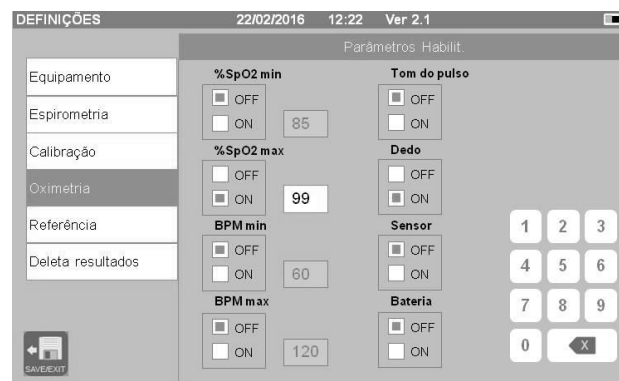 DEFINIÇÕES 22/02/2016 12:22 Ver 2.1
Parâmetros Habilit.
Equipamento
Espirometria
Calibração
Oximetria
Referência
Deleta resultados
SAVE/EXIT
%SpO2 min
OFF
ON 85
%SpO2 max
OFF
ON 99
BPM min
OFF
ON 60
BPM max
OFF
ON 120
Tom do pulso
OFF
ON
Dedo
OFF
ON
Sensor
OFF
ON
Bateria
OFF
ON
1 2 3
4 5 6
7 8 9
0 X